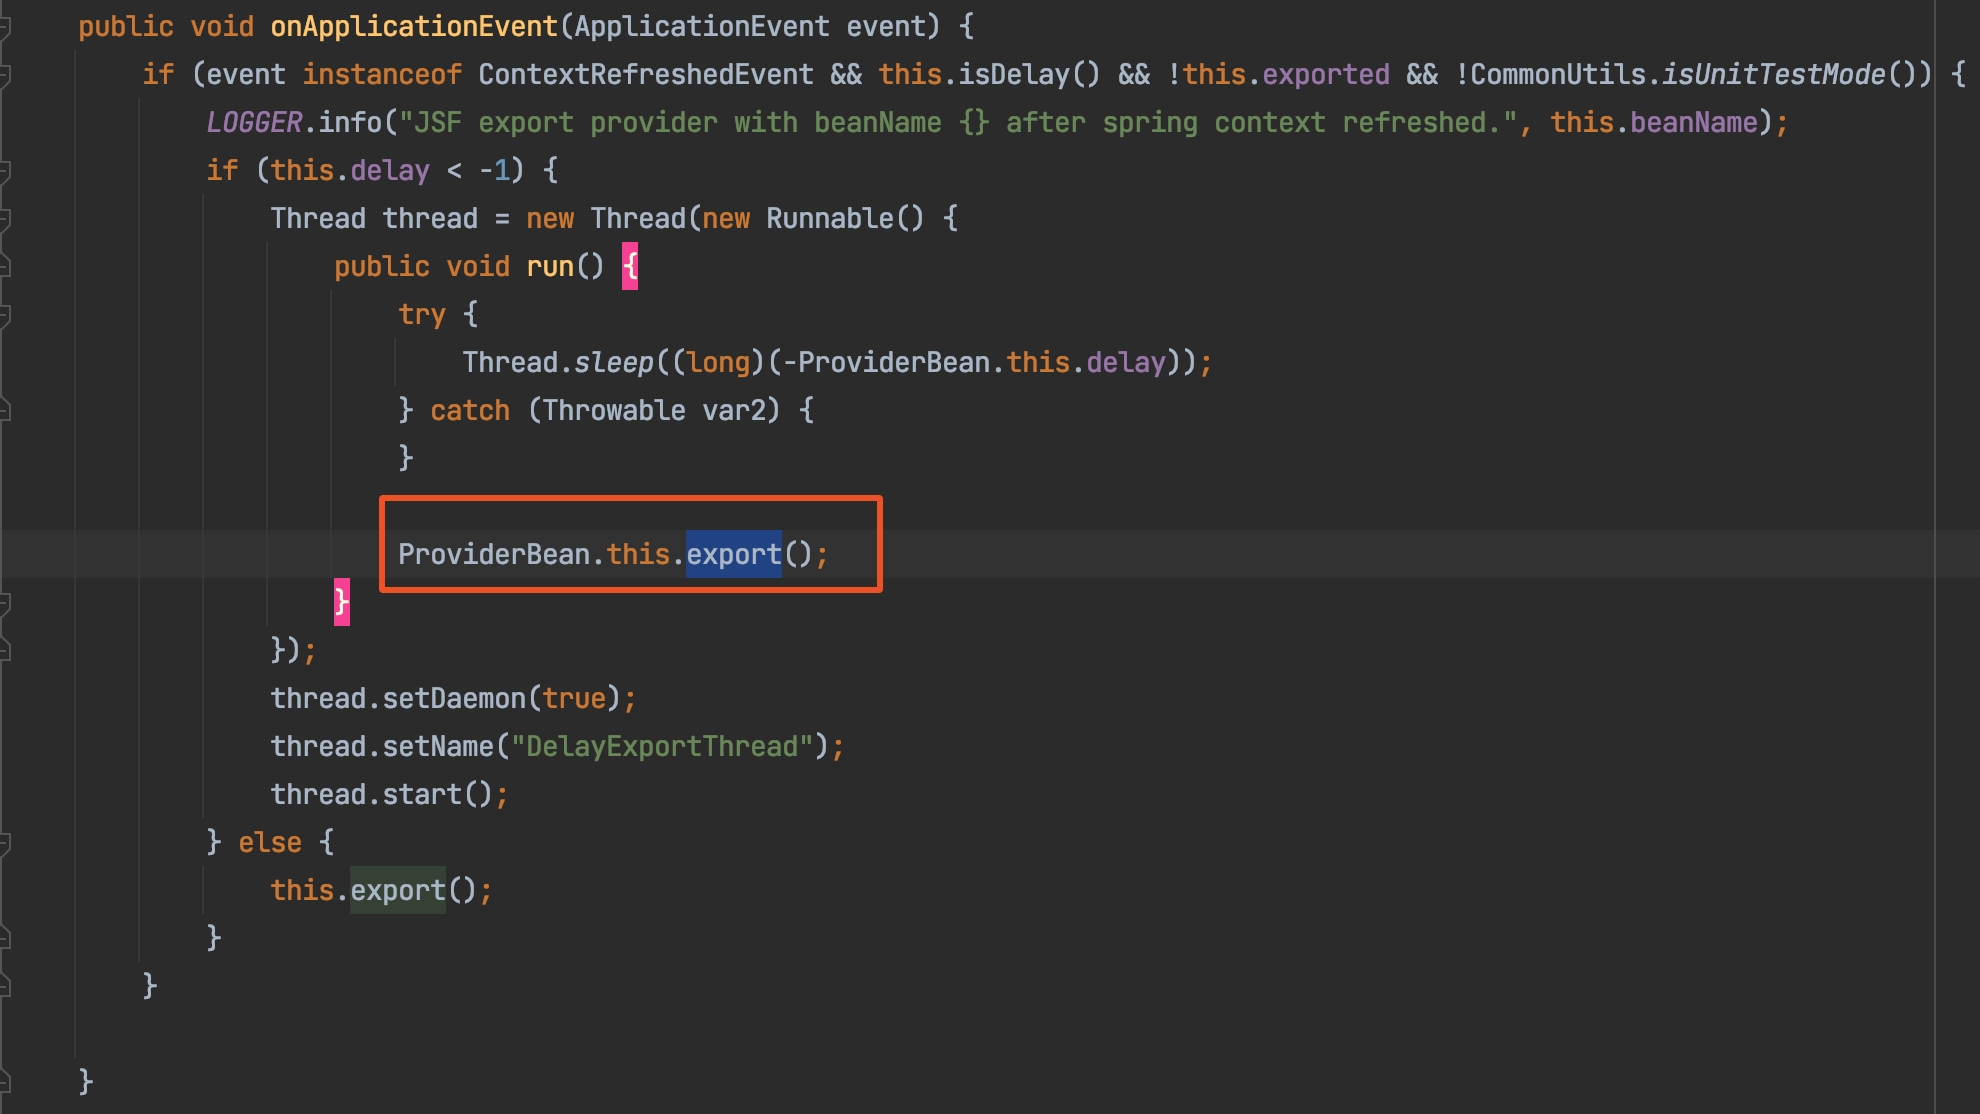 public void onApplicationEvent(ApplicationEvent event) {
if (event instanceof ContextRefreshedEvent && this.isDelay() && !this.exported && !CommonUtils.isUnitTestMode()) {
LOGGER.info("JSF export provider with beanName {} after spring context refreshed.", this.beanName);
if (this.delay < -1) {
Thread thread = new Thread(new Runnable() {
public void run() {
try {
Thread.sleep((long)(-ProviderBean.this.delay));
} catch (Throwable var2) {
}
ProviderBean.this.export();
}
});
thread.setDaemon(true);
thread.setName("DelayExportThread");
thread.start();
} else {
this.export();
}
}
}